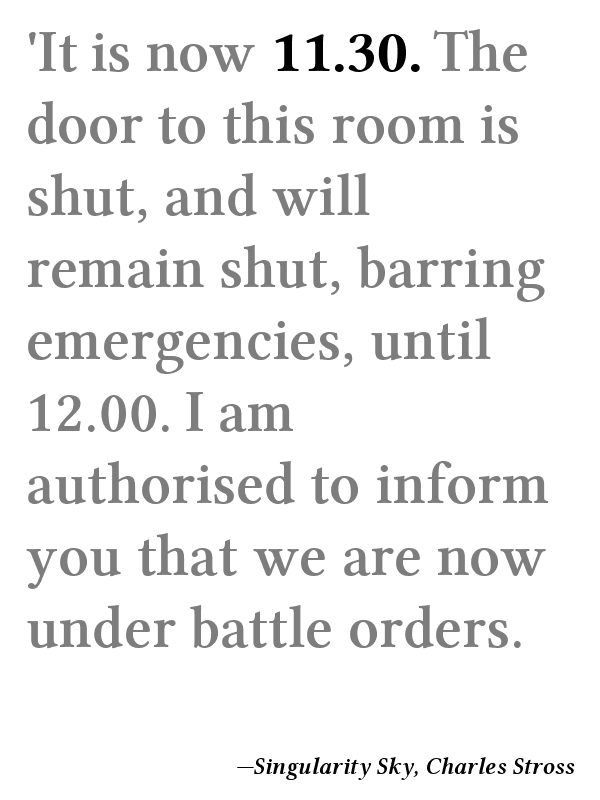 'It is now 11.30. The
door to this room is
shut, and will
remain shut, barring
emergencies, until
12.00. I am
authorised to inform
you that we are now
under battle orders.
—Singularity Sky, Charles Stross